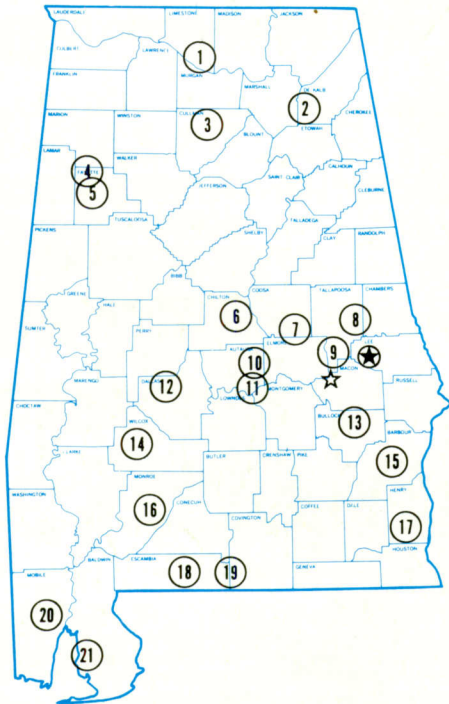 LAUDERDALE
LIMESTONE
MADISON
JACKSON
COLBERT
LAWRENCE
1
FRANKLIN
MORGAN
MARSHALL
DE KALB
2
MARION
WINSTON
CULLMAN
3
CHEROKEE
ETOWAH
BLOUNT
LAMAR
WALKER
4
FAYETTE
5
CALHOUN
SAINT CLAIR
CLEBURNE
JEFFERSON
PICKENS
TUSCALOOSA
TALLADEGA
RANDOLPH
CLAY
SHELBY
BIBB
GREENE
HALE
CHILTON
COOSA
TALLAPOOSA
CHAMBERS
6
7
8
SUMTER
PERRY
ELMORE
LEE
9
AUTAUGA
10
MACON
RUSSELL
MARENGO
DALLAS
12
11
LOWNDES
MONTGOMERY
CHOCTAW
BULLOCK
13
WILCOX
14
BARBOUR
CLARKE
BUTLER
CRENSHAW
PIKE
15
MONROE
HENRY
WASHINGTON
16
CONECUH
COFFEE
DALE
17
COVINGTON
HOUSTON
BALDWIN
ESCAMBIA
18
19
GENEVA
MOBILE
20
21